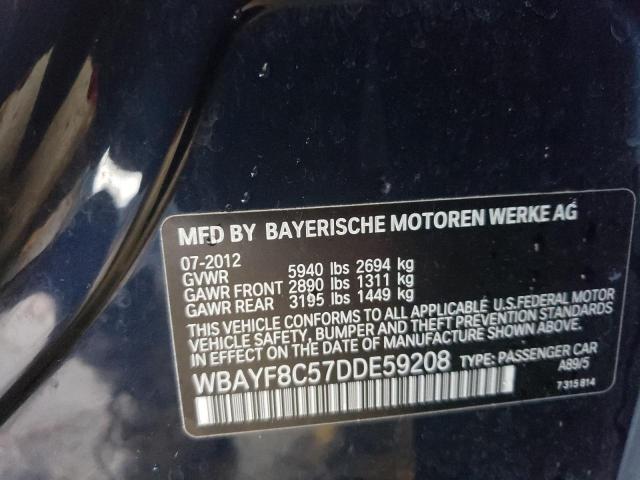 MFD BY BAYERISCHE MOTOREN WERKE AG
07-2012
GVWR 5940 lbs 2694 kg
GAWR FRONT 2890 lbs 1311 kg
GAWR REAR 3195 lbs 1449 kg
THIS VEHICLE CONFORMS TO ALL APPLICABLE U.S.FEDERAL MOTOR
VEHICLE SAFETY, BUMPER AND THEFT PREVENTION STANDARDS
IN EFFECT ON THE DATE OF MANUFACTURE SHOWN ABOVE.
WBAYF8C57DDE59208 TYPE: PASSENGER CAR
A89/5
7315814